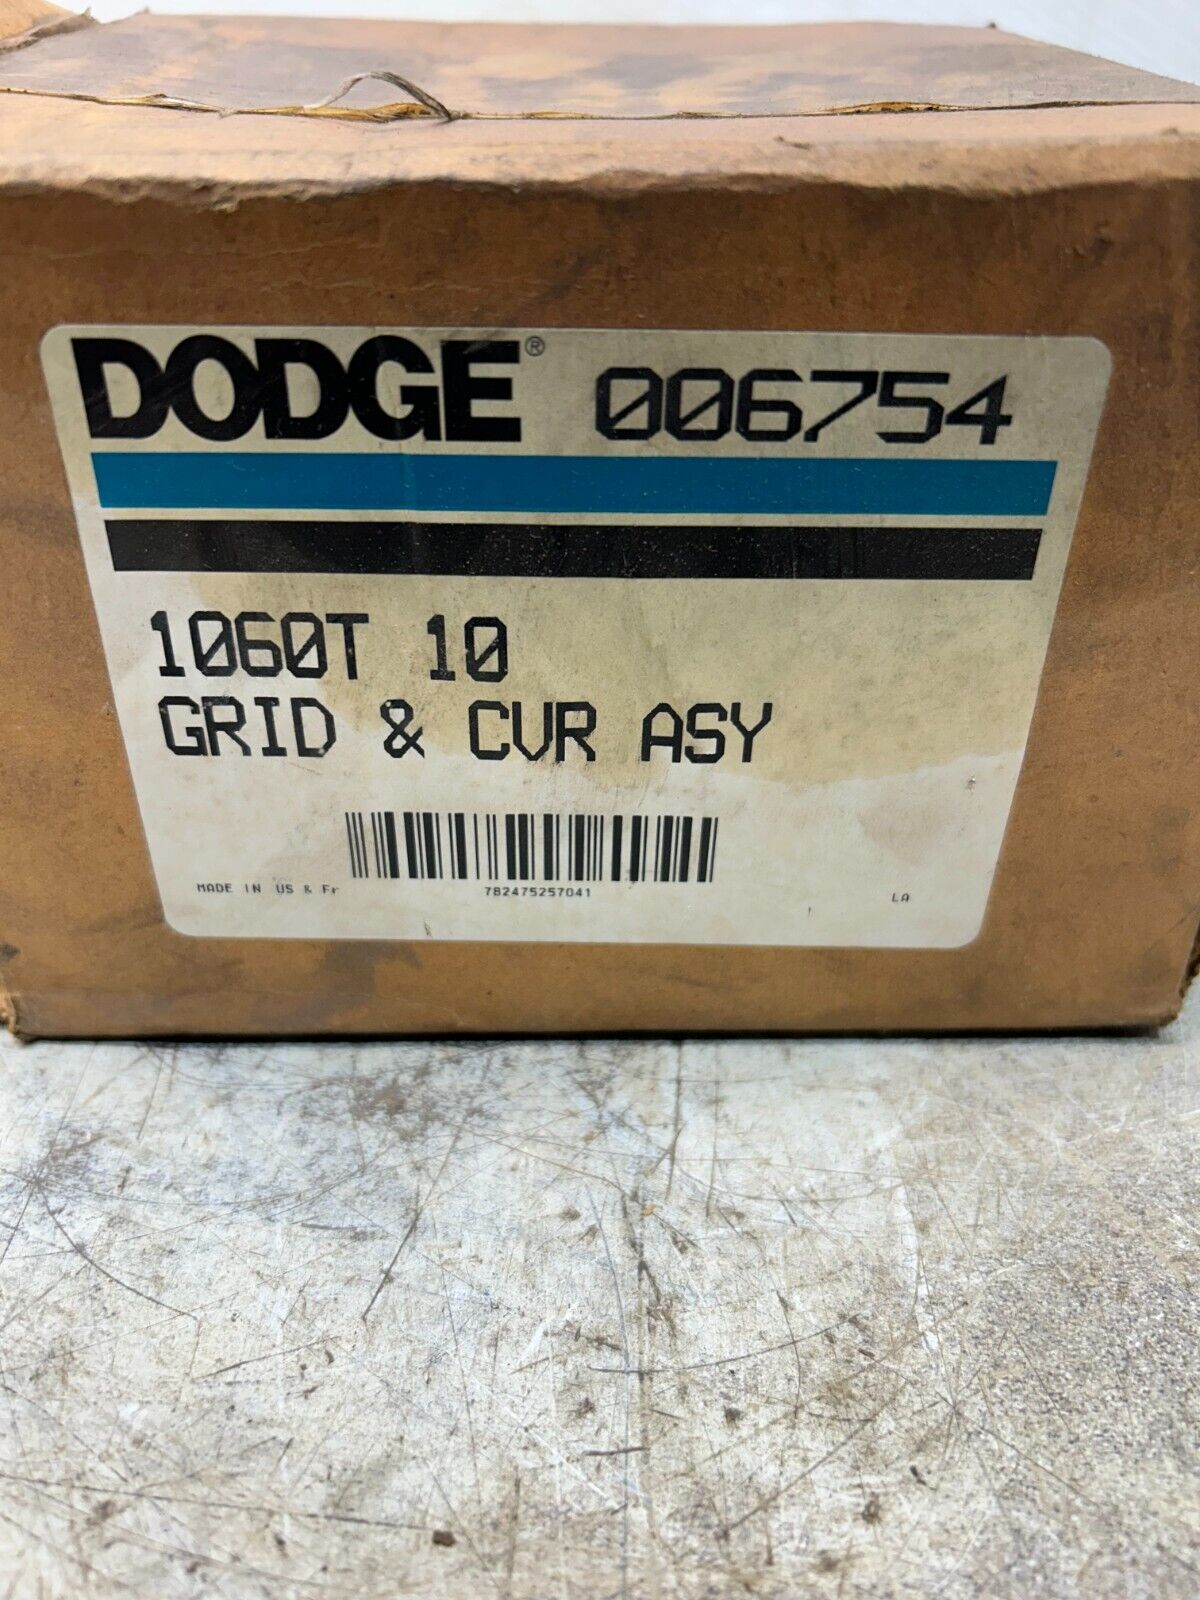 DODGE® 006754
1060T 10
GRID & CVR ASY
MADE IN US & Fr
782475257041
LA